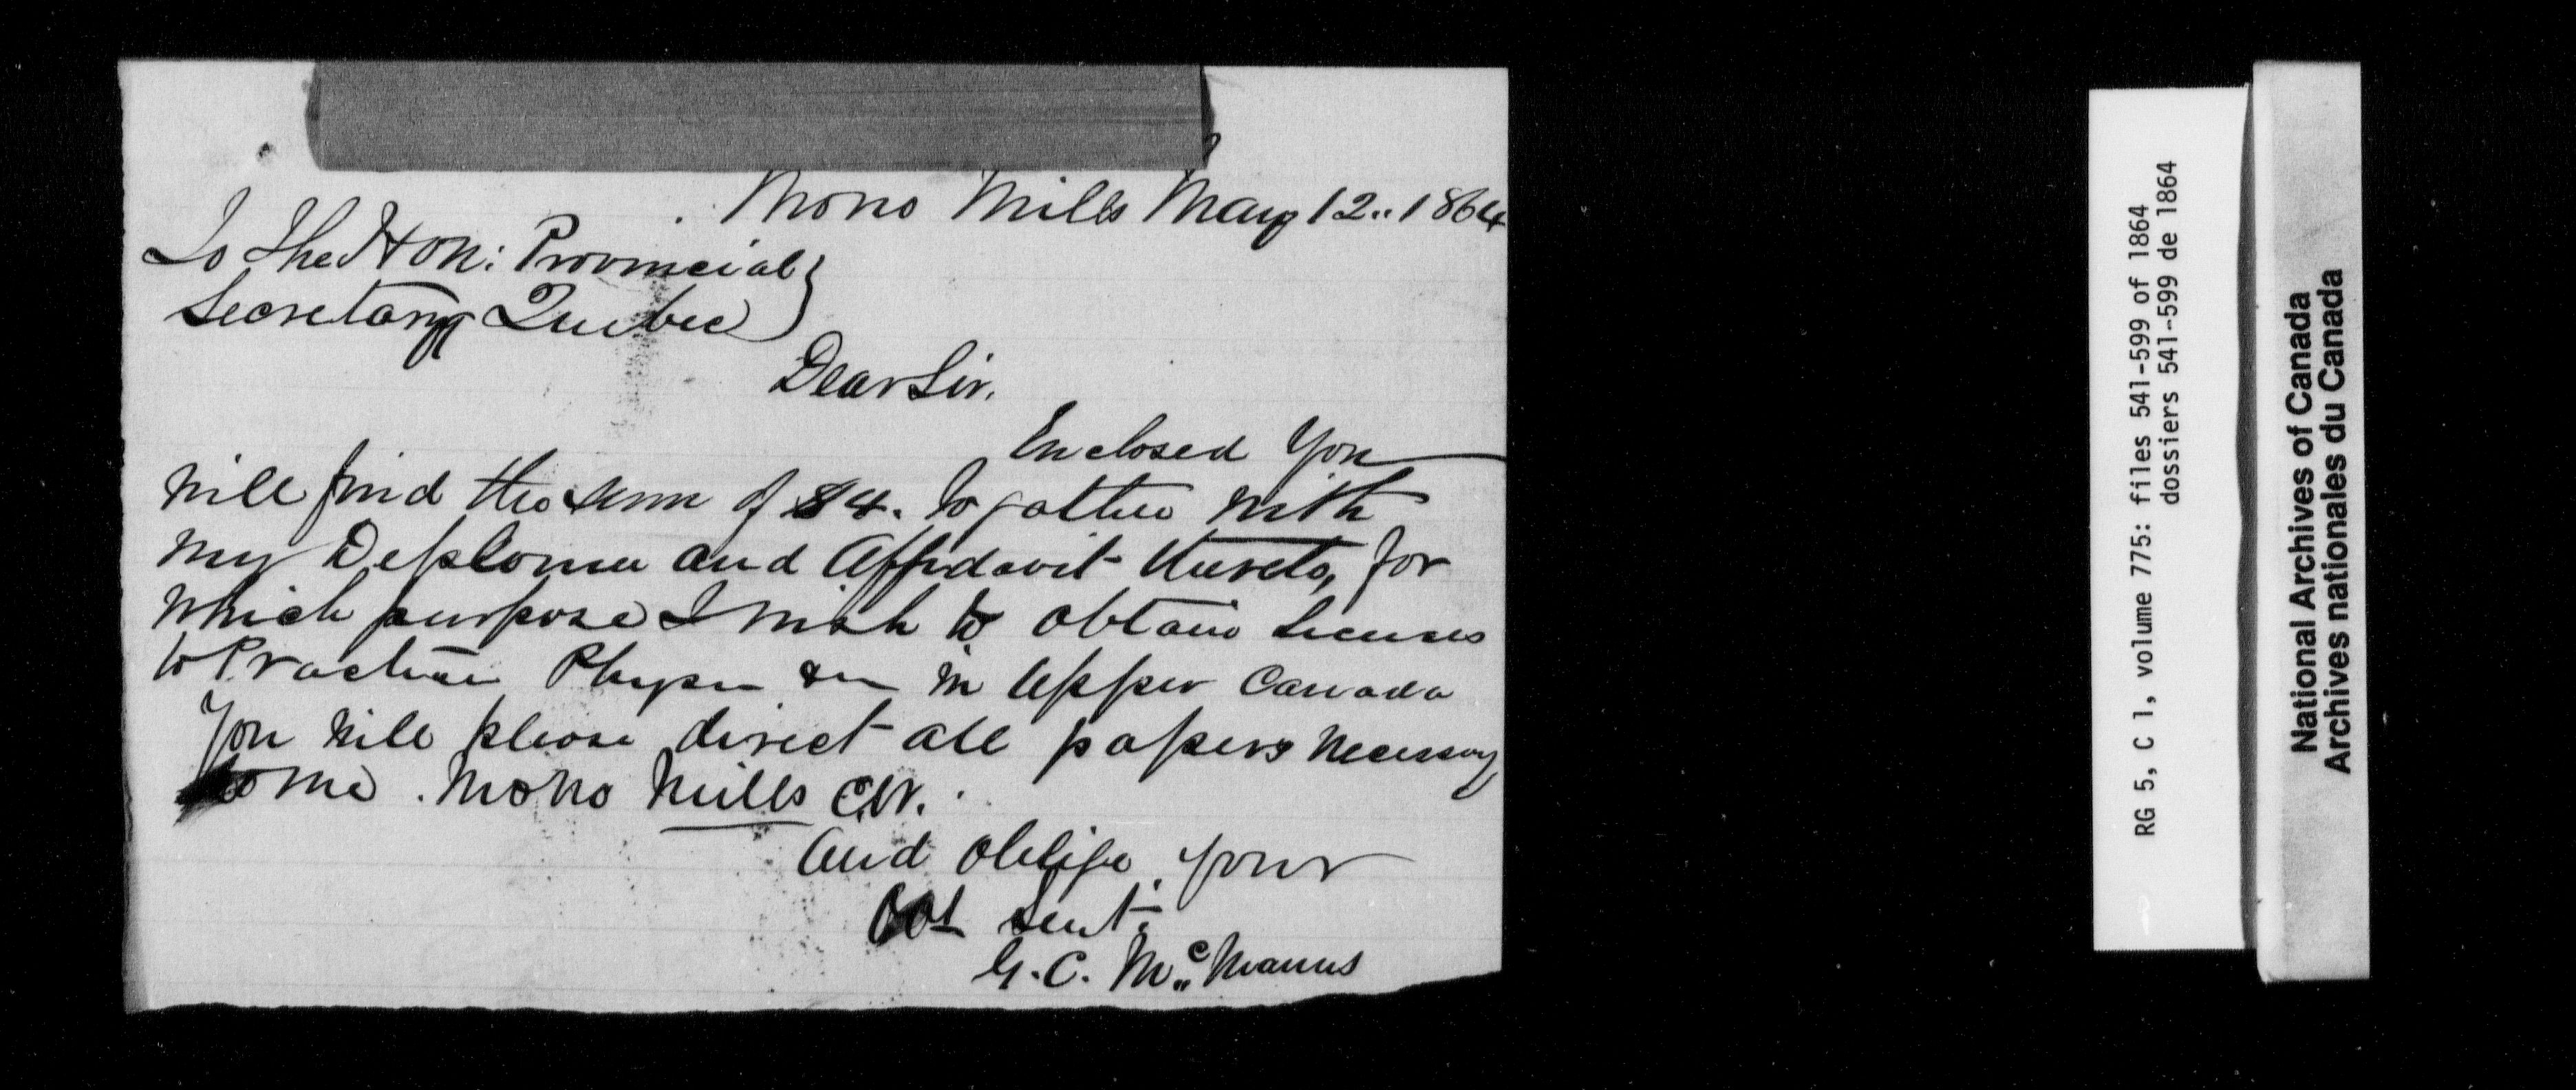 Mono Mills May 12.. 1864
To the Hon: Provincial
Secretary Quebec
Dear Sir.
Enclosed You
will find the sum of $4. to gather with
my Deploma and Affidavit thereto, for
which purpose I wish to obtain License
to Practice Physic &c in Upper Canada
You will please direct all papers necessary
to me. Mono Mills C.W.
And oblige, your
Obt Sevt.
G. C. McManus
RG 5, C 1, volume 775: files 541-599 of 1864
dossiers 541-599 de 1864
National Archives of Canada
Archives nationales du Canada